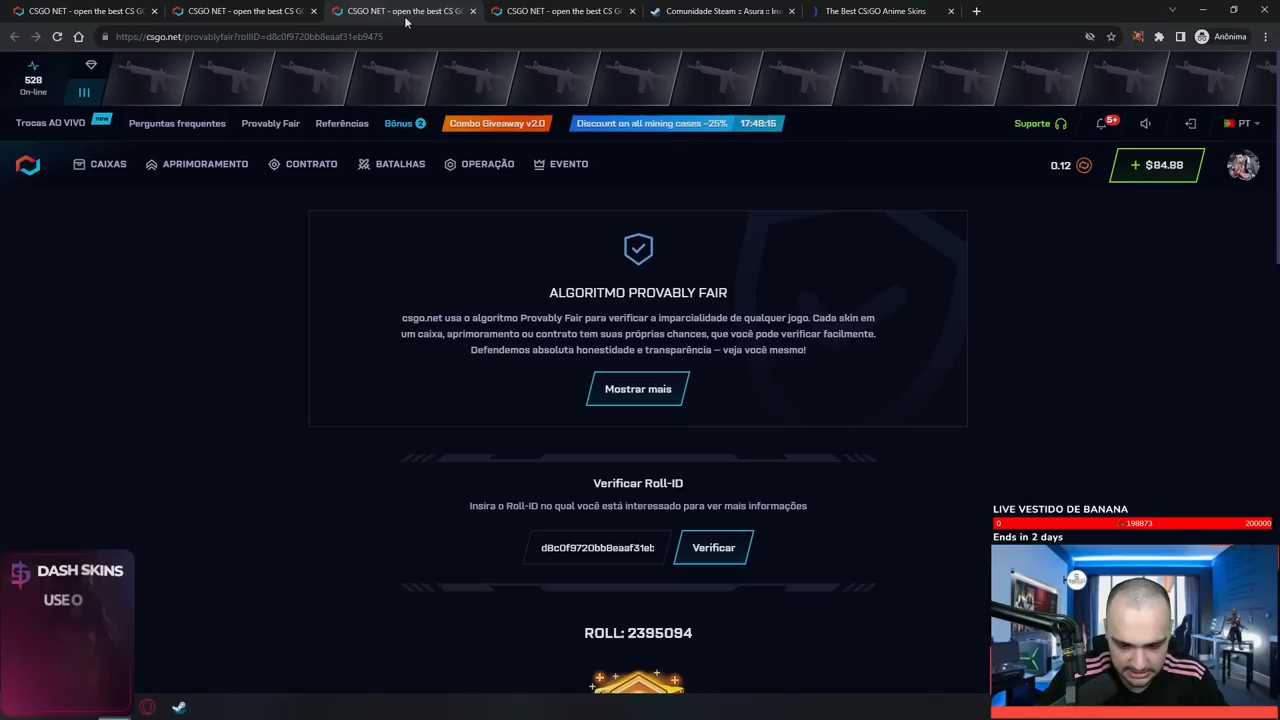 CSGO NET - open the best CS G
CSGO NET - open the best CS G
CSGO NET - open the best CS G
CSGO NET - open the best CS G
Comunidade Steam :: Asura :: Inv
The Best CS:GO Anime Skins
https://csgo.net/provablyfair?rollID=d8c0f9720bb8eaaf31eb9475
Anônima
528
On-line
Trocas AO VIVO
new
Perguntas frequentes
Provably Fair
Referências
Bônus 2
Combo Giveaway v2.0
Discount on all mining cases -25% 17:48:15
Suporte
5+
PT
CAIXAS
APRIMORAMENTO
CONTRATO
BATALHAS
OPERAÇÃO
EVENTO
0.12
+ $84.88
ALGORITMO PROVABLY FAIR
csgo.net usa o algoritmo Provably Fair para verificar a imparcialidade de qualquer jogo. Cada skin em
um caixa, aprimoramento ou contrato tem suas próprias chances, que você pode verificar facilmente.
Defendemos absoluta honestidade e transparência – veja você mesmo!
Mostrar mais
Verificar Roll-ID
Insira o Roll-ID no qual você está interessado para ver mais informações
d8c0f9720bb8eaaf31eb
Verificar
ROLL: 2395094
DASH SKINS
USE O
LIVE VESTIDO DE BANANA
0 198873 200000
Ends in 2 days